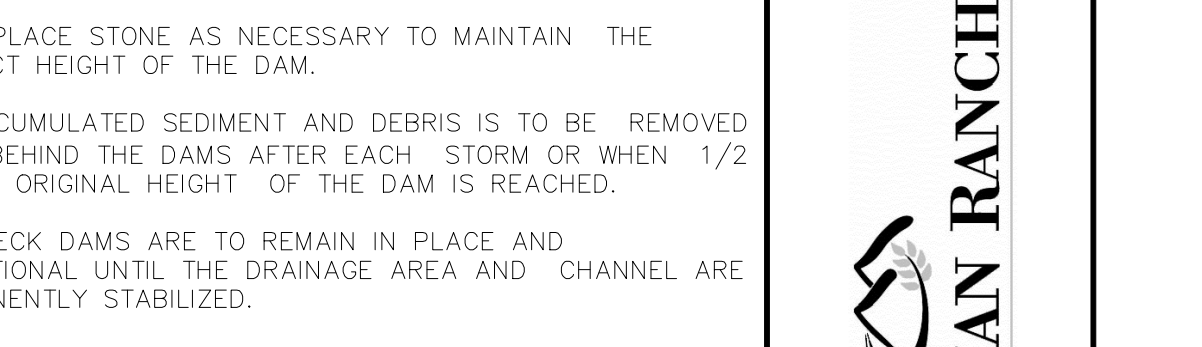 PLACE STONE AS NECESSARY TO MAINTAIN THE
CT HEIGHT OF THE DAM.
CUMULATED SEDIMENT AND DEBRIS IS TO BE REMOVED
BEHIND THE DAMS AFTER EACH STORM OR WHEN 1/2
ORIGINAL HEIGHT OF THE DAM IS REACHED.
ECK DAMS ARE TO REMAIN IN PLACE AND
TIONAL UNTIL THE DRAINAGE AREA AND CHANNEL ARE
NENTLY STABILIZED.
AN RANCH